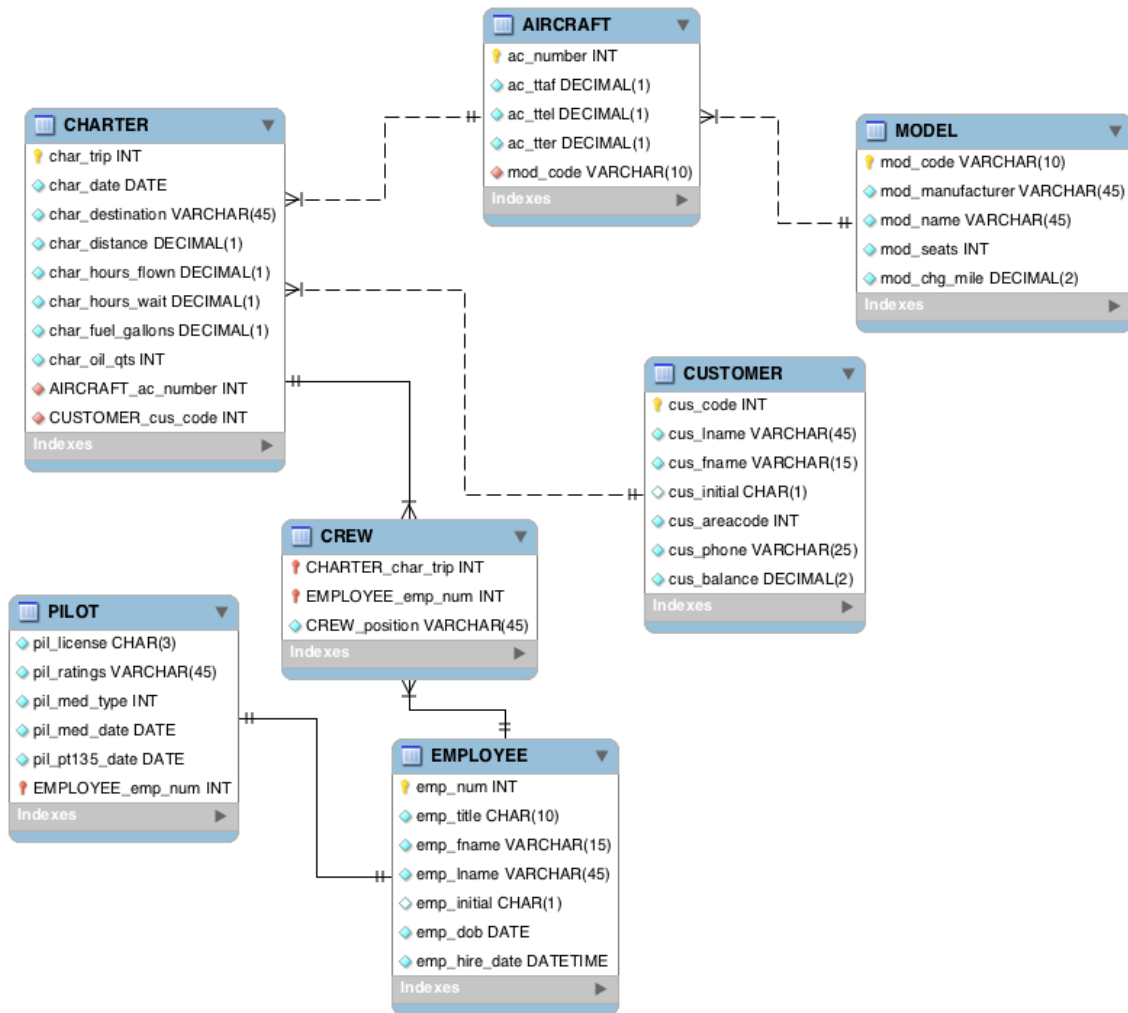 AIRCRAFT
ac_number INT
ac_ttaf DECIMAL(1)
ac_ttel DECIMAL(1)
ac_tter DECIMAL(1)
mod_code VARCHAR(10)
Indexes
CHARTER
char_trip INT
char_date DATE
char_destination VARCHAR(45)
char_distance DECIMAL(1)
char_hours_flown DECIMAL(1)
char_hours_wait DECIMAL(1)
char_fuel_gallons DECIMAL(1)
char_oil_qts INT
AIRCRAFT_ac_number INT
CUSTOMER_cus_code INT
Indexes
MODEL
mod_code VARCHAR(10)
mod_manufacturer VARCHAR(45)
mod_name VARCHAR(45)
mod_seats INT
mod_chg_mile DECIMAL(2)
Indexes
CUSTOMER
cus_code INT
cus_lname VARCHAR(45)
cus_fname VARCHAR(15)
cus_initial CHAR(1)
cus_areacode INT
cus_phone VARCHAR(25)
cus_balance DECIMAL(2)
Indexes
CREW
CHARTER_char_trip INT
EMPLOYEE_emp_num INT
CREW_position VARCHAR(45)
Indexes
PILOT
pil_license CHAR(3)
pil_ratings VARCHAR(45)
pil_med_type INT
pil_med_date DATE
pil_pt135_date DATE
EMPLOYEE_emp_num INT
Indexes
EMPLOYEE
emp_num INT
emp_title CHAR(10)
emp_fname VARCHAR(15)
emp_lname VARCHAR(45)
emp_initial CHAR(1)
emp_dob DATE
emp_hire_date DATETIME
Indexes